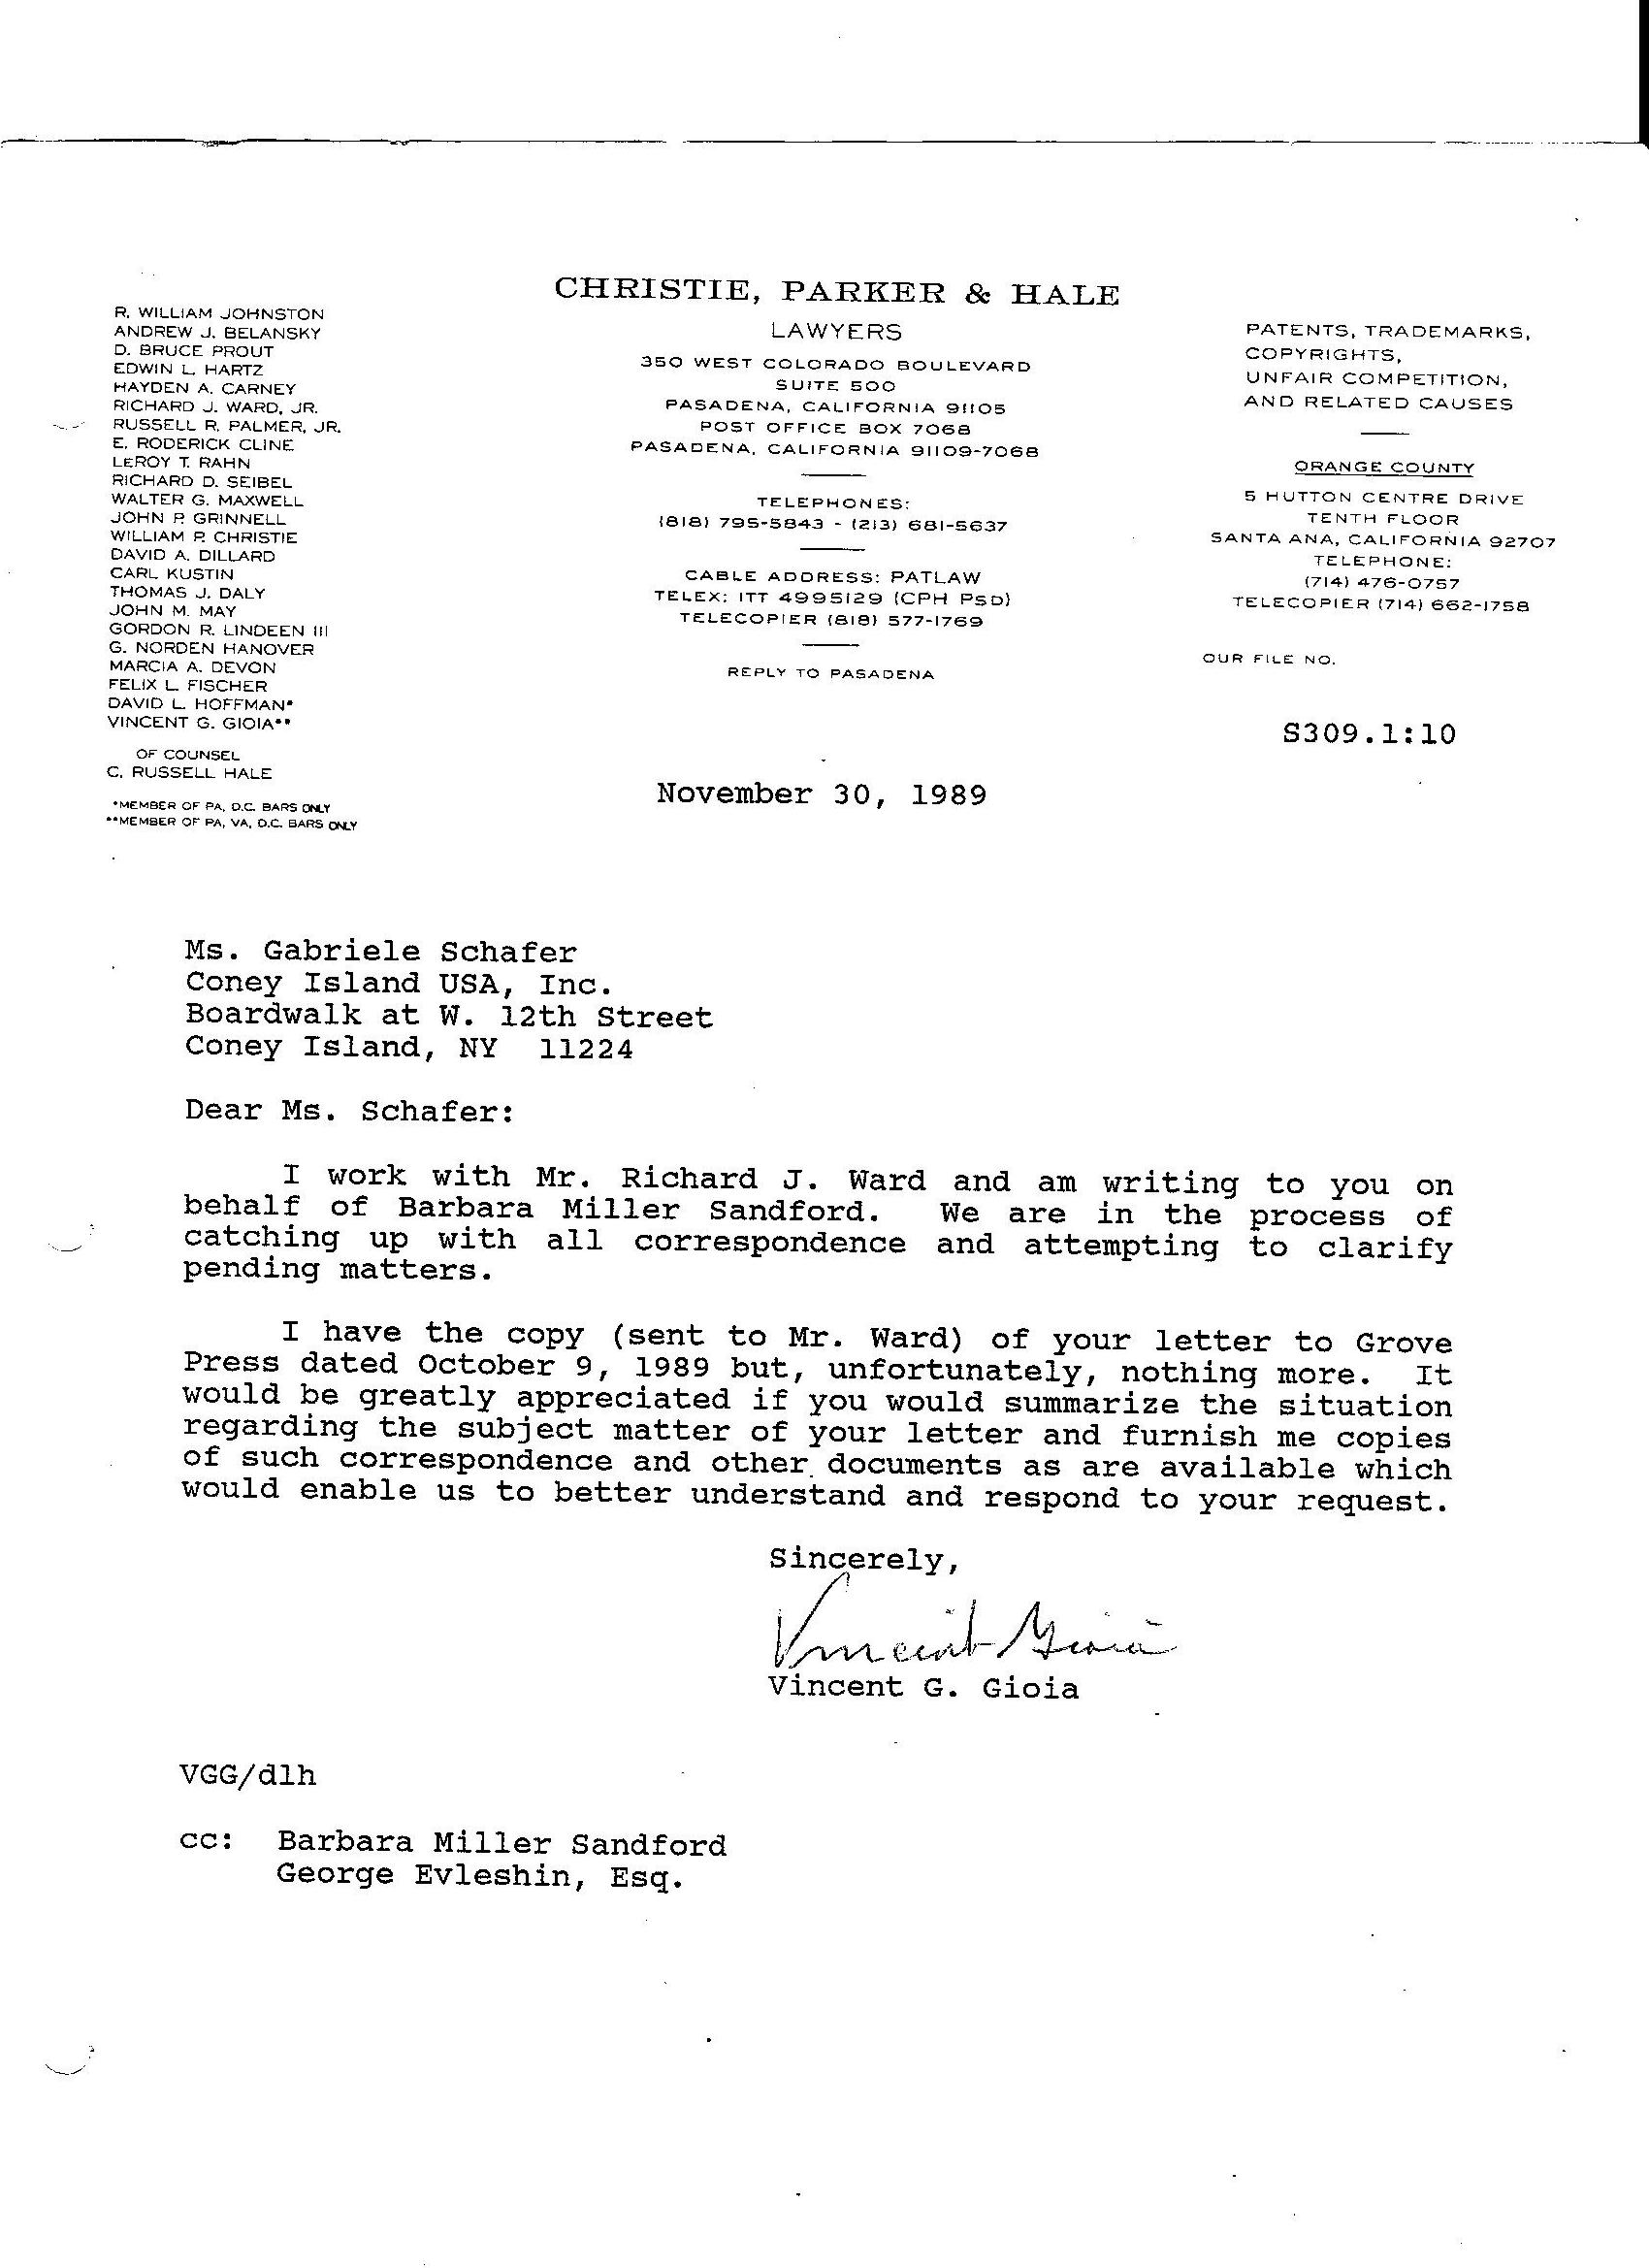 CHRISTIE, PARKER & HALE
LAWYERS
350 WEST COLORADO BOULEVARD
SUITE 500
PASADENA, CALIFORNIA 91105
POST OFFICE BOX 7068
PASADENA, CALIFORNIA 91109-7068
TELEPHONES:
(818) 795-5843 - (213) 681-5637
CABLE ADDRESS: PATLAW
TELEX: ITT 4995129 (CPH PSD)
TELECOPIER (818) 577-1769
REPLY TO PASADENA
R. WILLIAM JOHNSTON
ANDREW J. BELANSKY
D. BRUCE PROUT
EDWIN L. HARTZ
HAYDEN A. CARNEY
RICHARD J. WARD, JR.
RUSSELL R. PALMER, JR.
E. RODERICK CLINE
LEROY T. RAHN
RICHARD D. SEIBEL
WALTER G. MAXWELL
JOHN P. GRINNELL
WILLIAM P. CHRISTIE
DAVID A. DILLARD
CARL KUSTIN
THOMAS J. DALY
JOHN M. MAY
GORDON R. LINDEEN III
G. NORDEN HANOVER
MARCIA A. DEVON
FELIX L. FISCHER
DAVID L. HOFFMAN*
VINCENT G. GIOIA**
OF COUNSEL
C. RUSSELL HALE
*MEMBER OF PA, D.C. BARS ONLY
**MEMBER OF PA, VA, D.C. BARS ONLY
PATENTS, TRADEMARKS,
COPYRIGHTS,
UNFAIR COMPETITION,
AND RELATED CAUSES
ORANGE COUNTY
5 HUTTON CENTRE DRIVE
TENTH FLOOR
SANTA ANA, CALIFORNIA 92707
TELEPHONE:
(714) 476-0757
TELECOPIER (714) 662-1758
OUR FILE NO.
S309.1:10
November 30, 1989
Ms. Gabriele Schafer
Coney Island USA, Inc.
Boardwalk at W. 12th Street
Coney Island, NY  11224
Dear Ms. Schafer:
I work with Mr. Richard J. Ward and am writing to you on
behalf of Barbara Miller Sandford.  We are in the process of
catching up with all correspondence and attempting to clarify
pending matters.
I have the copy (sent to Mr. Ward) of your letter to Grove
Press dated October 9, 1989 but, unfortunately, nothing more.  It
would be greatly appreciated if you would summarize the situation
regarding the subject matter of your letter and furnish me copies
of such correspondence and other documents as are available which
would enable us to better understand and respond to your request.
Sincerely,
Vincent Gioia
Vincent G. Gioia
VGG/dlh
cc:  Barbara Miller Sandford
George Evleshin, Esq.